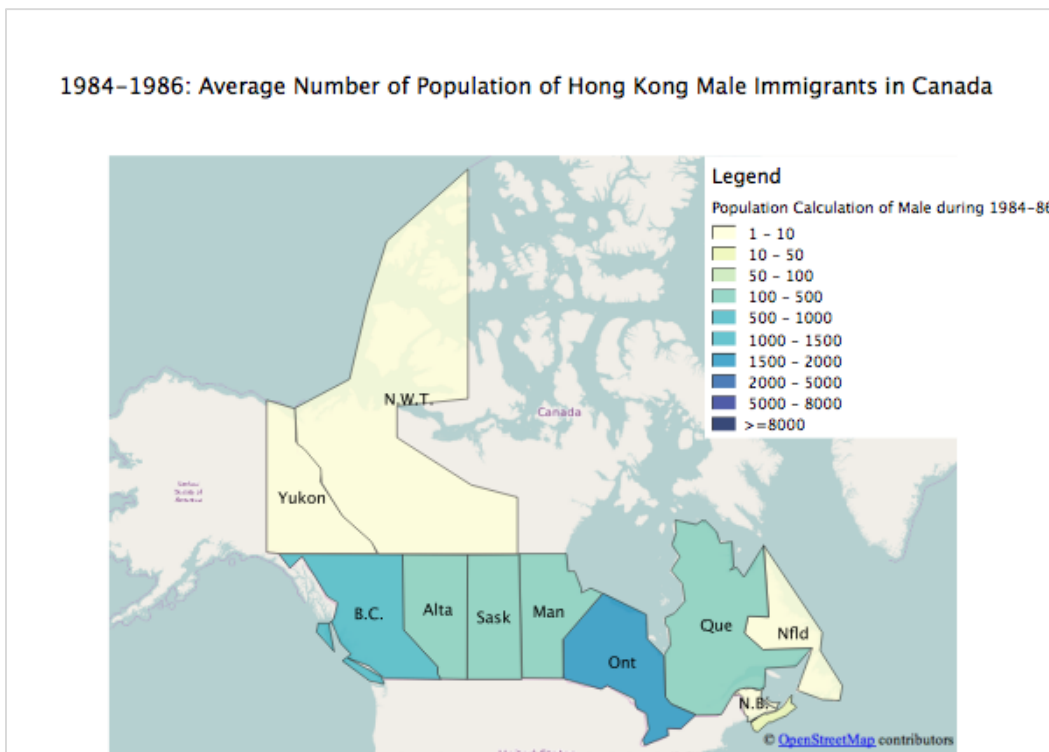 1984-1986: Average Number of Population of Hong Kong Male Immigrants in Canada
Legend
Population Calculation of Male during 1984-86
1 - 10
10 - 50
50 - 100
100 - 500
500 - 1000
1000 - 1500
1500 - 2000
2000 - 5000
5000 - 8000
>=8000
N.W.T.
Canada
Yukon
B.C.
Alta
Sask
Man
Ont
Que
Nfld
N.B.
© OpenStreetMap contributors